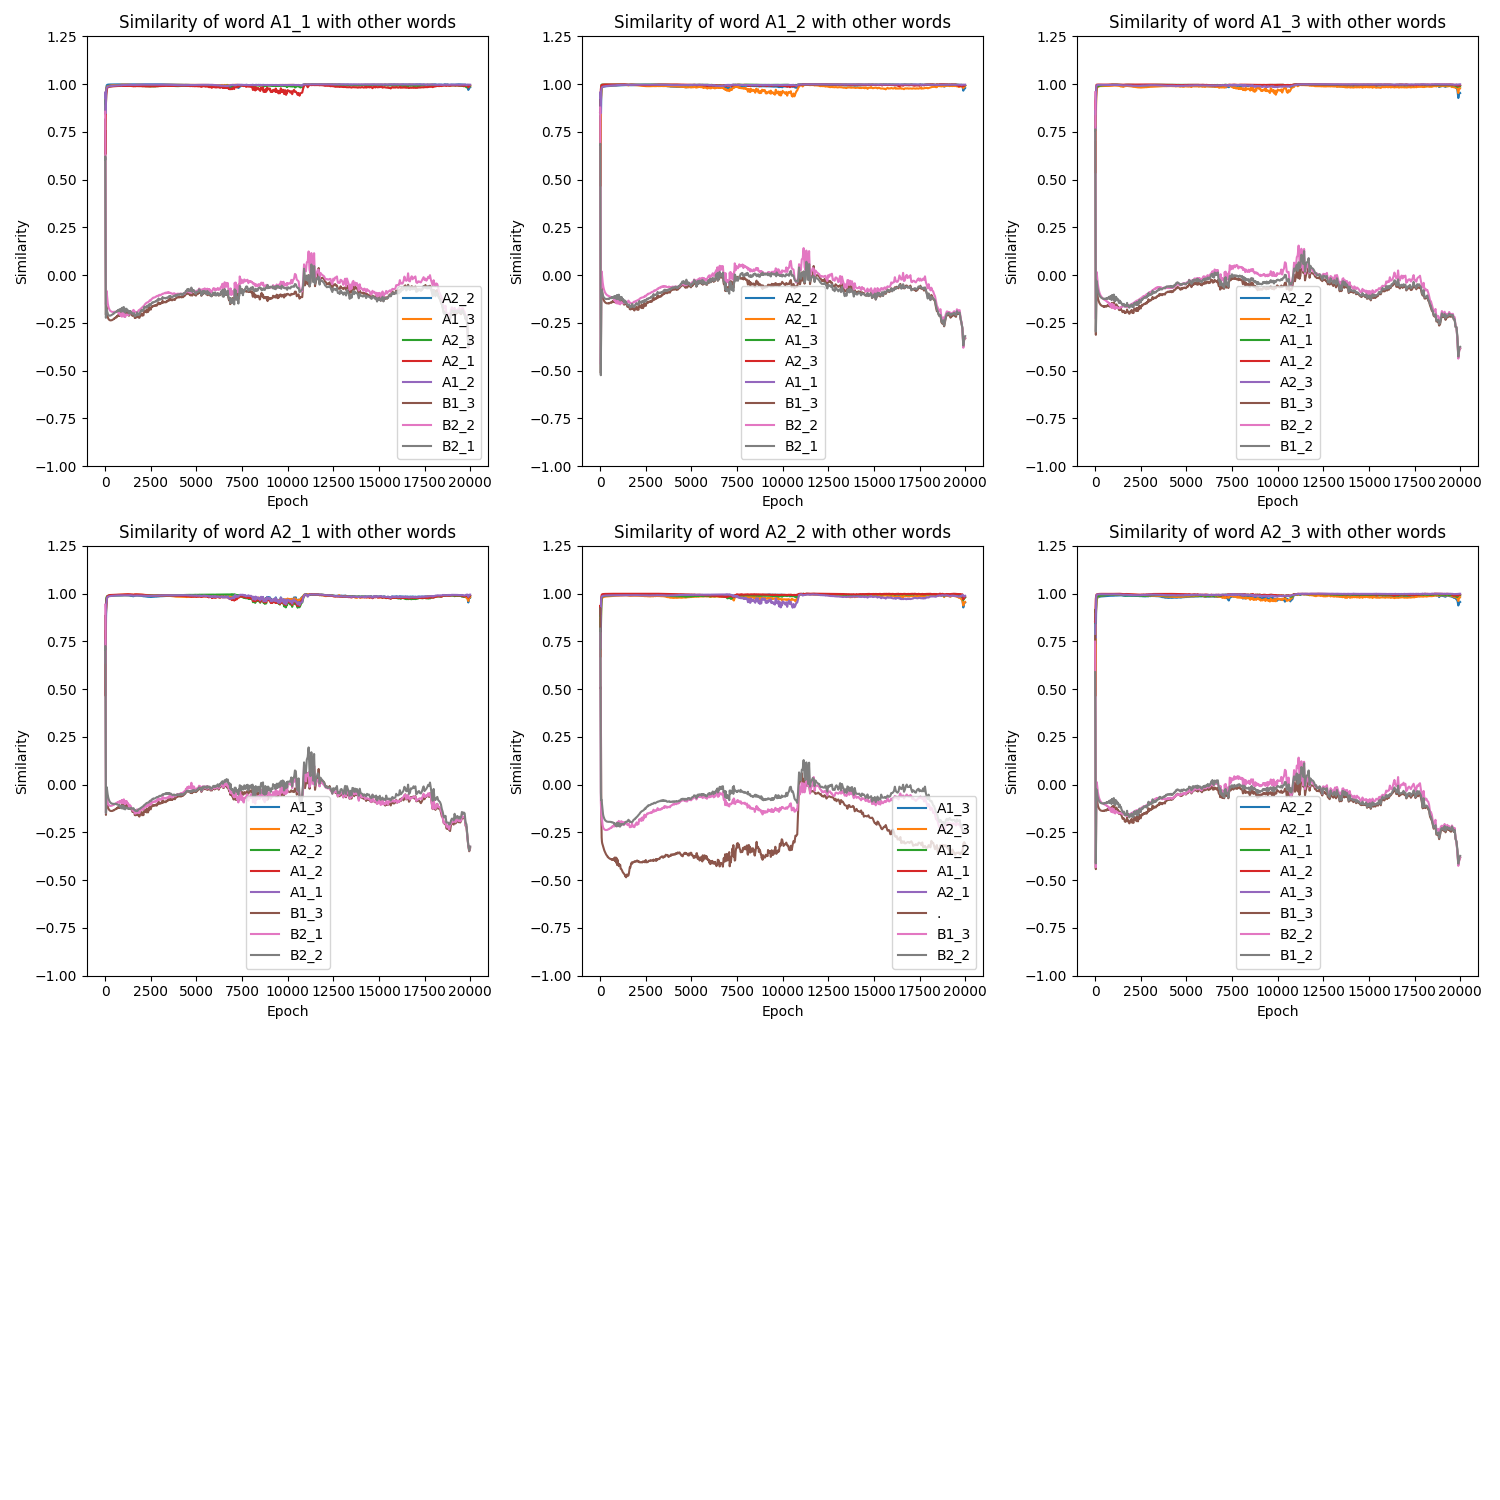 Similarity of word A1_1 with other words
1.25
1.00
0.75
0.50
0.25
0.00
−0.25
−0.50
−0.75
−1.00
Similarity
A2_2
A1_3
A2_3
A2_1
A1_2
B1_3
B2_2
B2_1
0 2500 5000 7500 10000 12500 15000 17500 20000
Epoch
Similarity of word A1_2 with other words
1.25
1.00
0.75
0.50
0.25
0.00
−0.25
−0.50
−0.75
−1.00
Similarity
A2_2
A2_1
A1_3
A2_3
A1_1
B1_3
B2_2
B2_1
0 2500 5000 7500 10000 12500 15000 17500 20000
Epoch
Similarity of word A1_3 with other words
1.25
1.00
0.75
0.50
0.25
0.00
−0.25
−0.50
−0.75
−1.00
Similarity
A2_2
A2_1
A1_1
A1_2
A2_3
B1_3
B2_2
B1_2
0 2500 5000 7500 10000 12500 15000 17500 20000
Epoch
Similarity of word A2_1 with other words
1.25
1.00
0.75
0.50
0.25
0.00
−0.25
−0.50
−0.75
−1.00
Similarity
A1_3
A2_3
A2_2
A1_2
A1_1
B1_3
B2_1
B2_2
0 2500 5000 7500 10000 12500 15000 17500 20000
Epoch
Similarity of word A2_2 with other words
1.25
1.00
0.75
0.50
0.25
0.00
−0.25
−0.50
−0.75
−1.00
Similarity
A1_3
A2_3
A1_2
A1_1
A2_1
.
B1_3
B2_2
0 2500 5000 7500 10000 12500 15000 17500 20000
Epoch
Similarity of word A2_3 with other words
1.25
1.00
0.75
0.50
0.25
0.00
−0.25
−0.50
−0.75
−1.00
Similarity
A2_2
A2_1
A1_1
A1_2
A1_3
B1_3
B2_2
B1_2
0 2500 5000 7500 10000 12500 15000 17500 20000
Epoch